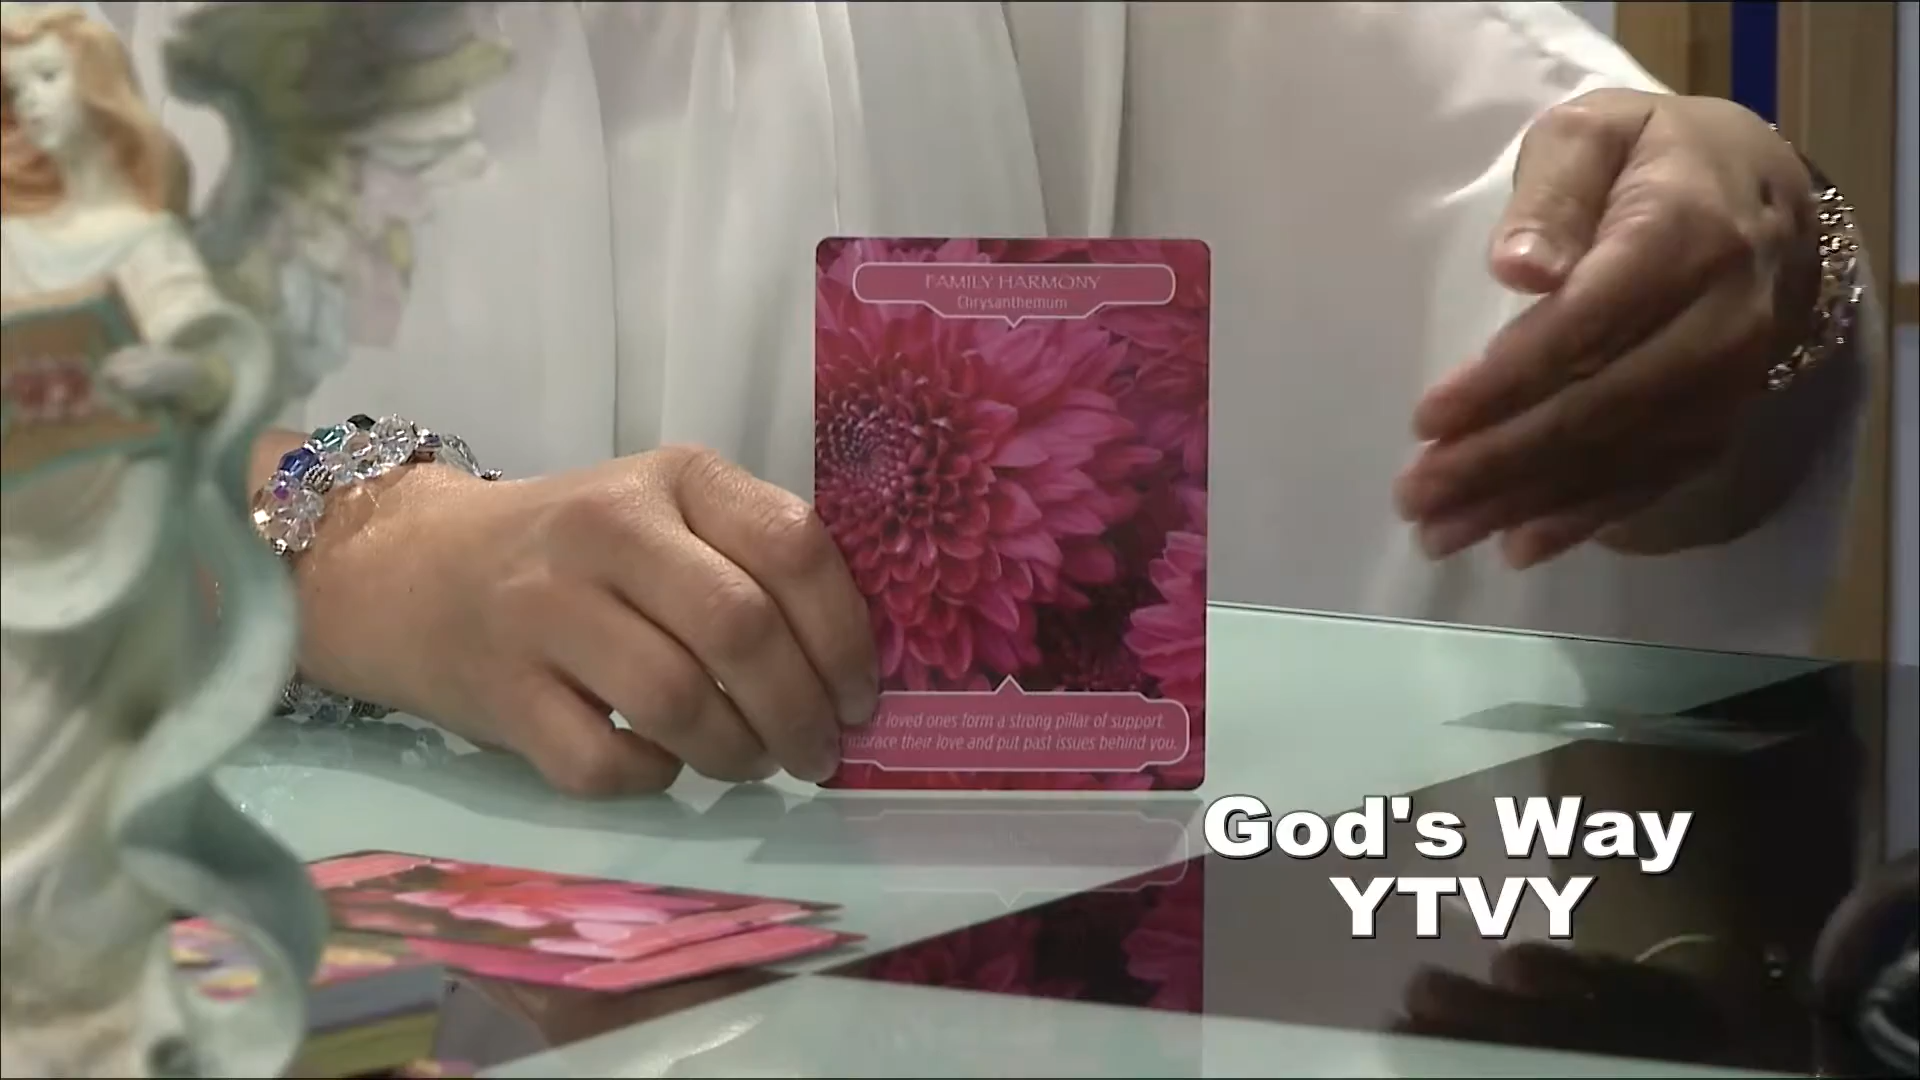 FAMILY HARMONY
Chrysanthemum
loved ones form a strong pillar of support.
their love and put past issues behind you.
God's Way
YTVY